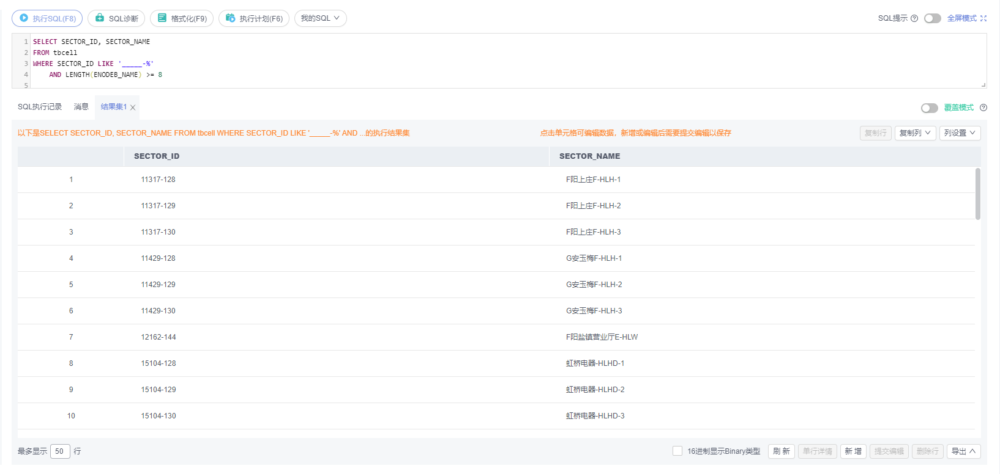 执行SQL(F8) SQL诊断 格式化(F9) 执行计划(F6) 我的SQL SQL提示 全屏模式
1 SELECT SECTOR_ID, SECTOR_NAME
2 FROM tbcell
3 WHERE SECTOR_ID LIKE '_____-%'
4 AND LENGTH(ENODEB_NAME) >= 8
5
SQL执行记录 消息 结果集1 覆盖模式
以下是SELECT SECTOR_ID, SECTOR_NAME FROM tbcell WHERE SECTOR_ID LIKE '_____-%' AND ...的执行结果集 点击单元格可编辑数据，新增或编辑后需要提交编辑以保存 复制行 复制列 列设置
SECTOR_ID SECTOR_NAME
1 11317-128 F阳上庄F-HLH-1
2 11317-129 F阳上庄F-HLH-2
3 11317-130 F阳上庄F-HLH-3
4 11429-128 G安玉梅F-HLH-1
5 11429-129 G安玉梅F-HLH-2
6 11429-130 G安玉梅F-HLH-3
7 12162-144 F阳盐镇营业厅E-HLW
8 15104-128 虹桥电器-HLHD-1
9 15104-129 虹桥电器-HLHD-2
10 15104-130 虹桥电器-HLHD-3
最多显示 50 行 16进制显示Binary类型 刷 新 单行详情 新 增 提交编辑 删除行 导出